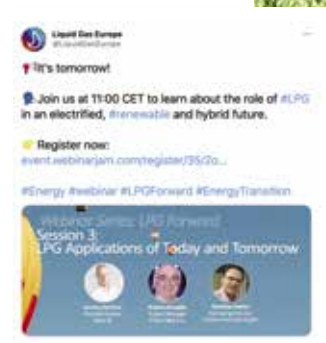 Liquid Gas Europe
@LiquidGasEurope
It's tomorrow!
Join us at 11:00 CET to learn about the role of #LPG
in an electrified, #renewable and hybrid future.
Register now:
event.webinarjam.com/register/35/2o...
#Energy #webinar #LPGForward #EnergyTransition
Webinar Series: LPG Forward
Session 3:
LPG Applications of Today and Tomorrow